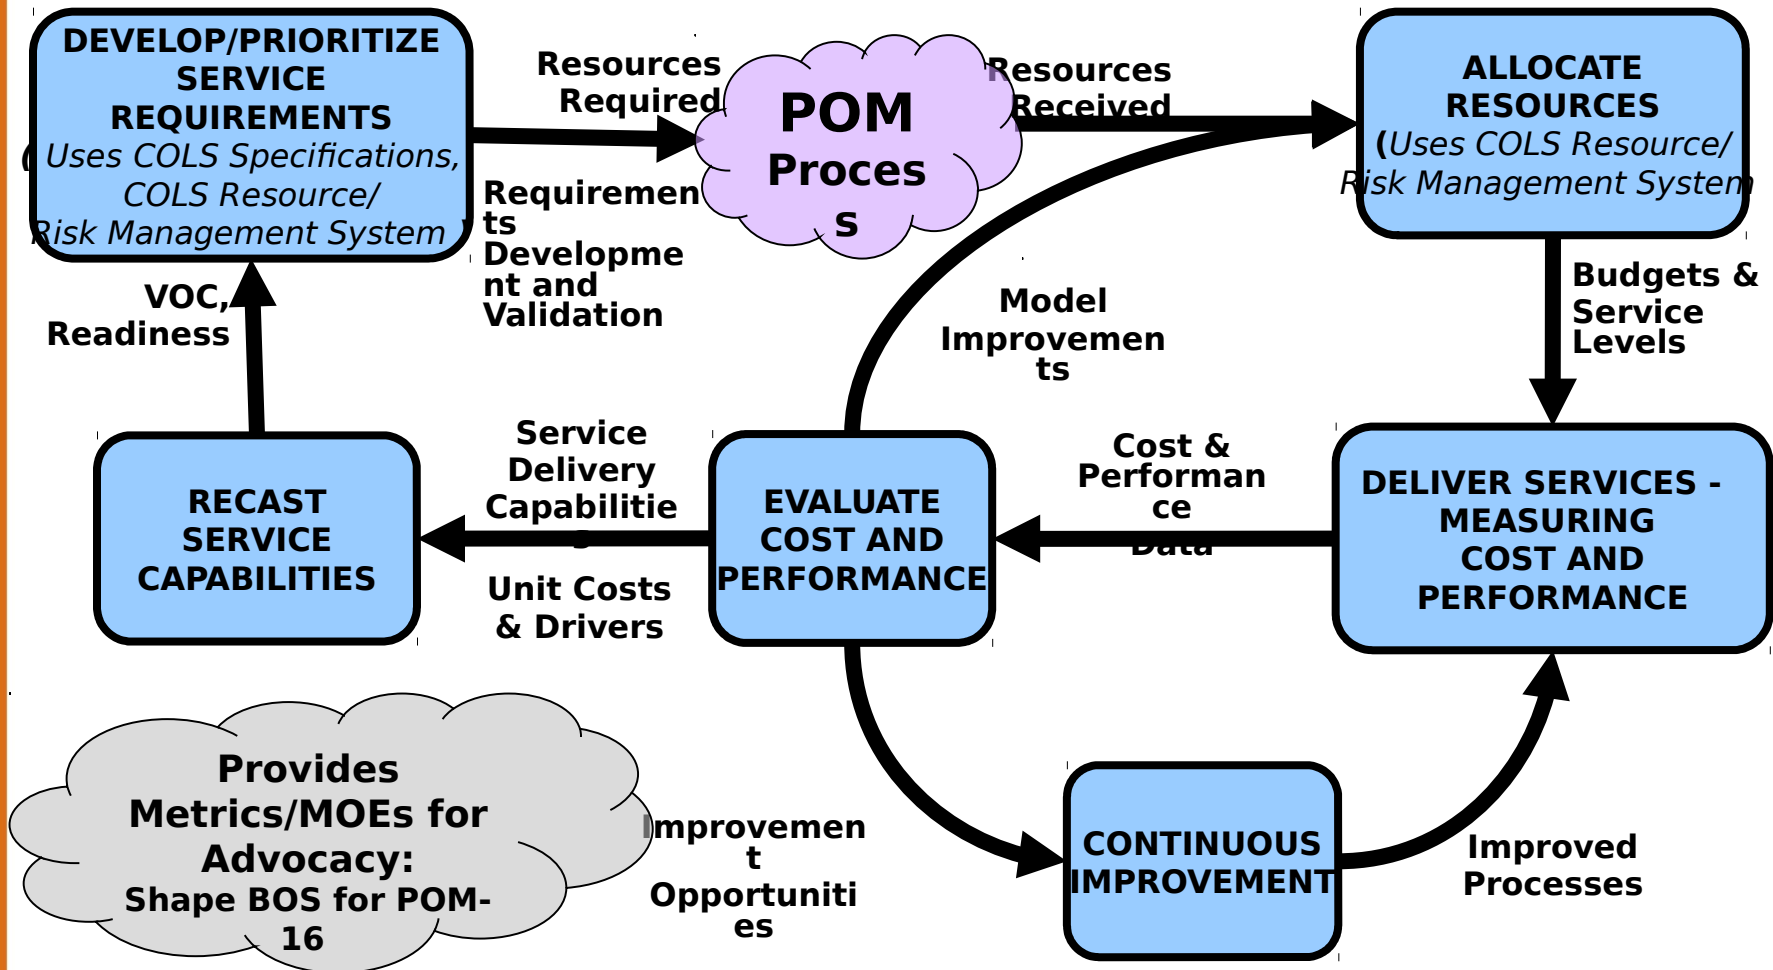 DEVELOP/PRIORITIZE
SERVICE
REQUIREMENTS
(Uses COLS Specifications,
COLS Resource/
Risk Management System )
Resources
Required
Requiremen
ts
Developme
nt and
Validation
POM
Proces
s
Resources
Received
ALLOCATE
RESOURCES
(Uses COLS Resource/
Risk Management System
VOC,
Readiness
Model
Improvemen
ts
Budgets &
Service
Levels
RECAST
SERVICE
CAPABILITIES
Service
Delivery
Capabilitie
s
Unit Costs
& Drivers
EVALUATE
COST AND
PERFORMANCE
Cost &
Performan
ce
Data
DELIVER SERVICES -
MEASURING
COST AND
PERFORMANCE
Provides
Metrics/MOEs for
Advocacy:
Shape BOS for POM-
16
Improvemen
t
Opportuniti
es
CONTINUOUS
IMPROVEMENT
Improved
Processes